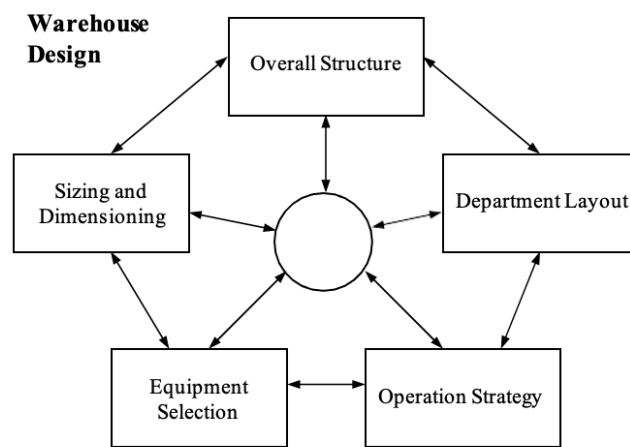 Warehouse
Design
Overall Structure
Sizing and
Dimensioning
Department Layout
Equipment
Selection
Operation Strategy